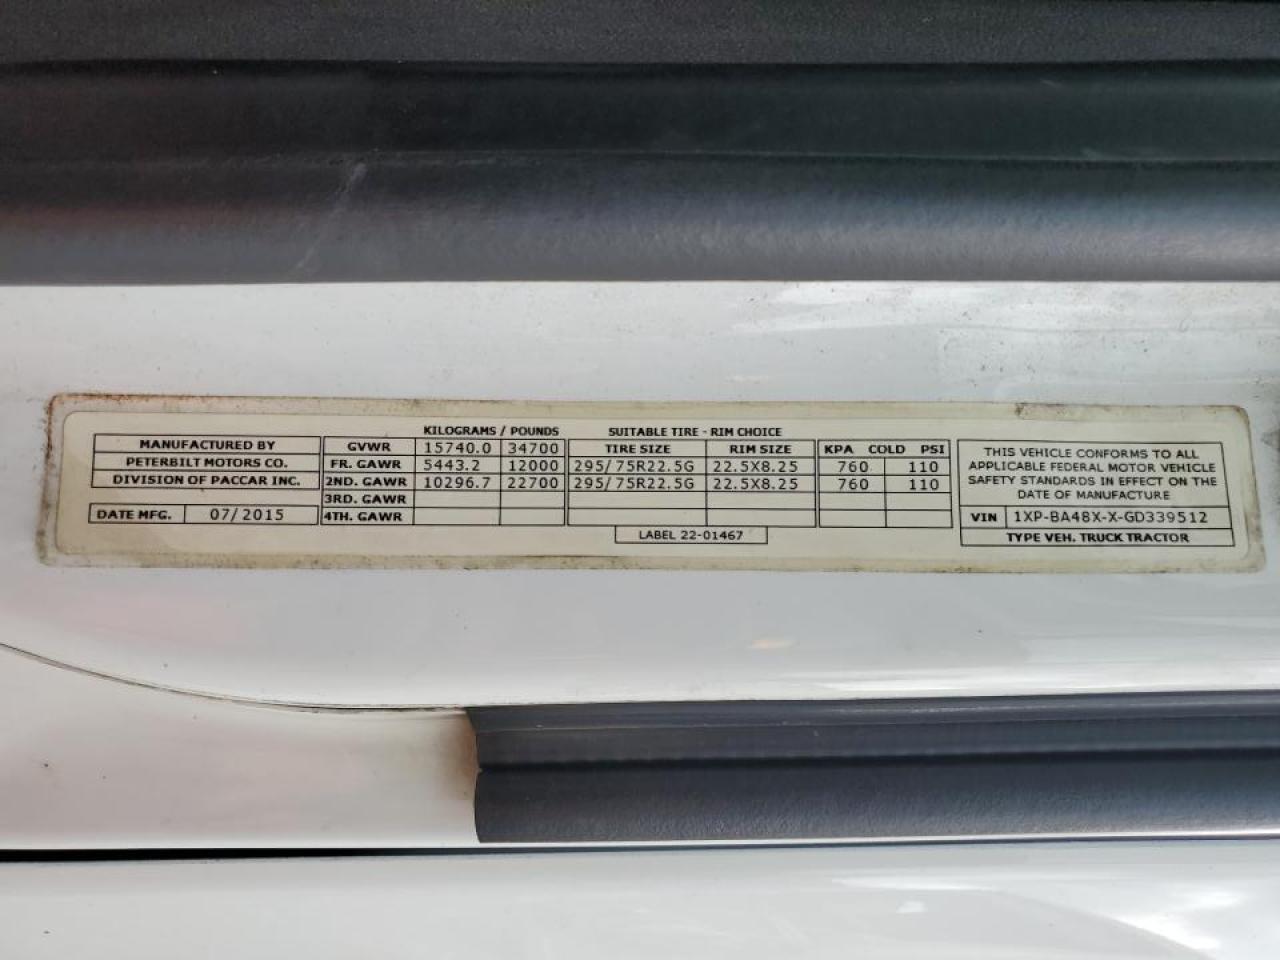 MANUFACTURED BY
PETERBILT MOTORS CO.
DIVISION OF PACCAR INC.
DATE MFG. 07/2015
KILOGRAMS / POUNDS SUITABLE TIRE - RIM CHOICE
GVWR 15740.0 34700 TIRE SIZE RIM SIZE KPA COLD PSI
FR. GAWR 5443.2 12000 295/75R22.5G 22.5X8.25 760 110
2ND. GAWR 10296.7 22700 295/75R22.5G 22.5X8.25 760 110
3RD. GAWR
4TH. GAWR
LABEL 22-01467
THIS VEHICLE CONFORMS TO ALL
APPLICABLE FEDERAL MOTOR VEHICLE
SAFETY STANDARDS IN EFFECT ON THE
DATE OF MANUFACTURE
VIN 1XP-BA48X-X-GD339512
TYPE VEH. TRUCK TRACTOR